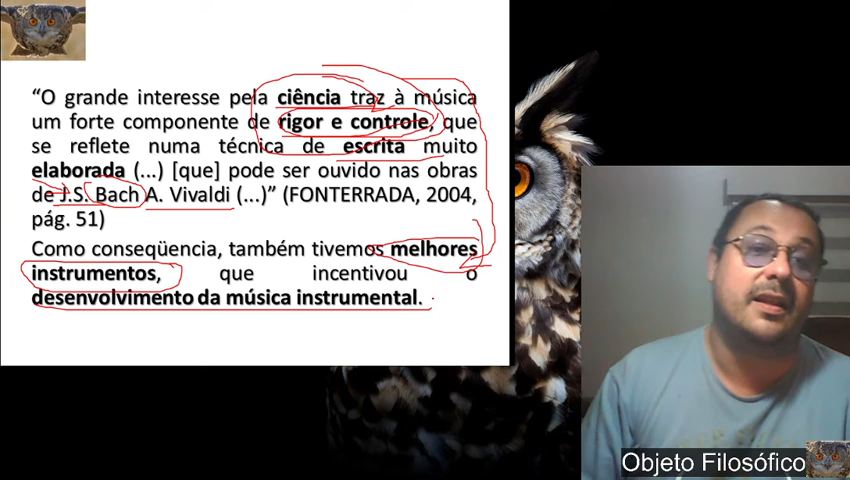 “O grande interesse pela ciência traz à música
um forte componente de rigor e controle, que
se reflete numa técnica de escrita muito
elaborada (...) [que] pode ser ouvido nas obras
de J.S. Bach A. Vivaldi (...)” (FONTERRADA, 2004,
pág. 51)
Como conseqüencia, também tivemos melhores
instrumentos, que incentivou o
desenvolvimento da música instrumental.
Objeto Filosófico